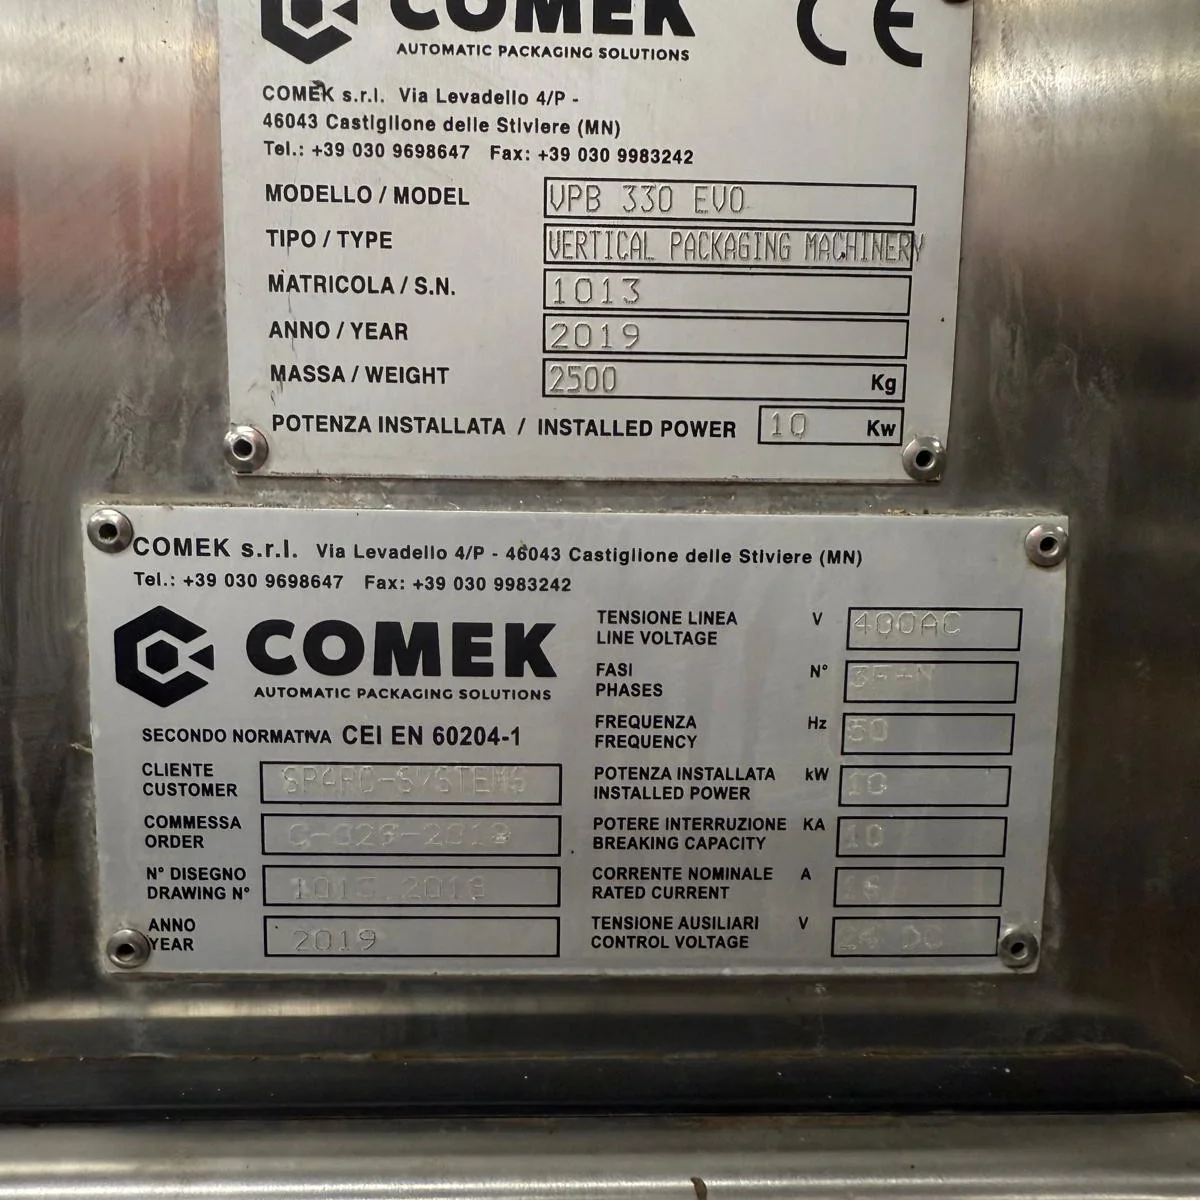 COMEK CE
AUTOMATIC PACKAGING SOLUTIONS
COMEK s.r.l. Via Levadello 4/P -
46043 Castiglione delle Stiviere (MN)
Tel.: +39 030 9698647 Fax: +39 030 9983242
MODELLO / MODEL VPB 330 EVO
TIPO / TYPE VERTICAL PACKAGING MACHINERY
MATRICOLA / S.N. 1013
ANNO / YEAR 2019
MASSA / WEIGHT 2500 Kg
POTENZA INSTALLATA / INSTALLED POWER 10 Kw
COMEK s.r.l. Via Levadello 4/P - 46043 Castiglione delle Stiviere (MN)
Tel.: +39 030 9698647 Fax: +39 030 9983242
COMEK
AUTOMATIC PACKAGING SOLUTIONS
SECONDO NORMATIVA CEI EN 60204-1
CLIENTE
CUSTOMER SPARC-SYSTEMS
COMMESSA
ORDER
N° DISEGNO
DRAWING N°
ANNO
YEAR 2019
TENSIONE LINEA
LINE VOLTAGE V 400AC
FASI
PHASES N°
FREQUENZA
FREQUENCY Hz 50
POTENZA INSTALLATA
INSTALLED POWER kW 10
POTERE INTERRUZIONE
BREAKING CAPACITY KA 10
CORRENTE NOMINALE
RATED CURRENT A
TENSIONE AUSILIARI
CONTROL VOLTAGE V 24 DC